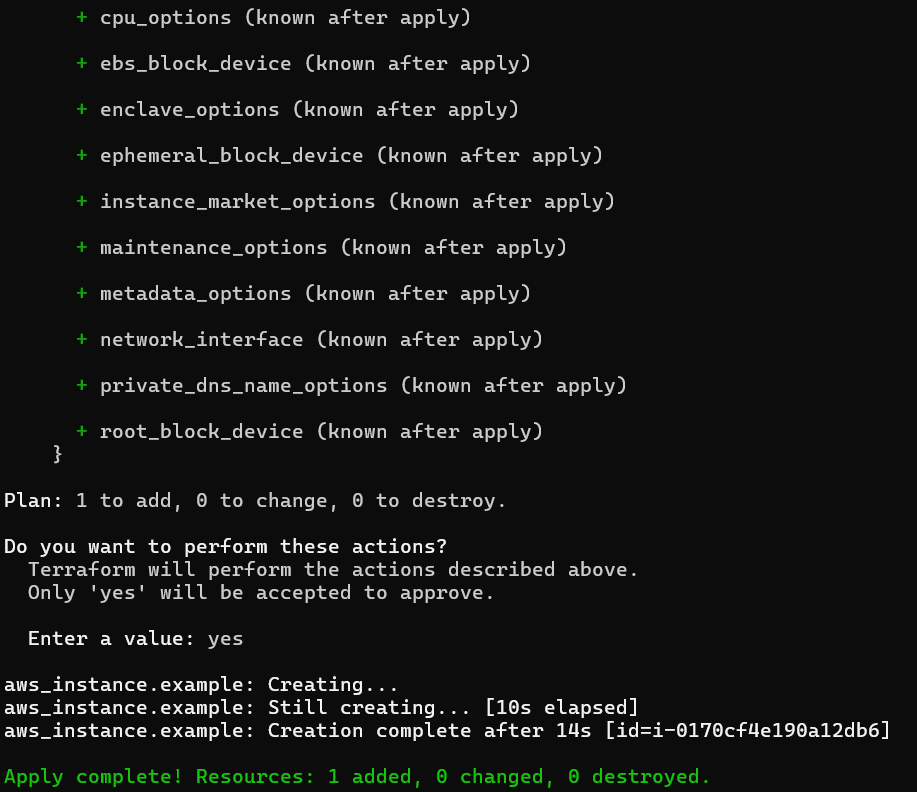 + cpu_options (known after apply)
+ ebs_block_device (known after apply)
+ enclave_options (known after apply)
+ ephemeral_block_device (known after apply)
+ instance_market_options (known after apply)
+ maintenance_options (known after apply)
+ metadata_options (known after apply)
+ network_interface (known after apply)
+ private_dns_name_options (known after apply)
+ root_block_device (known after apply)
}
Plan: 1 to add, 0 to change, 0 to destroy.
Do you want to perform these actions?
Terraform will perform the actions described above.
Only 'yes' will be accepted to approve.
Enter a value: yes
aws_instance.example: Creating...
aws_instance.example: Still creating... [10s elapsed]
aws_instance.example: Creation complete after 14s [id=i-0170cf4e190a12db6]
Apply complete! Resources: 1 added, 0 changed, 0 destroyed.